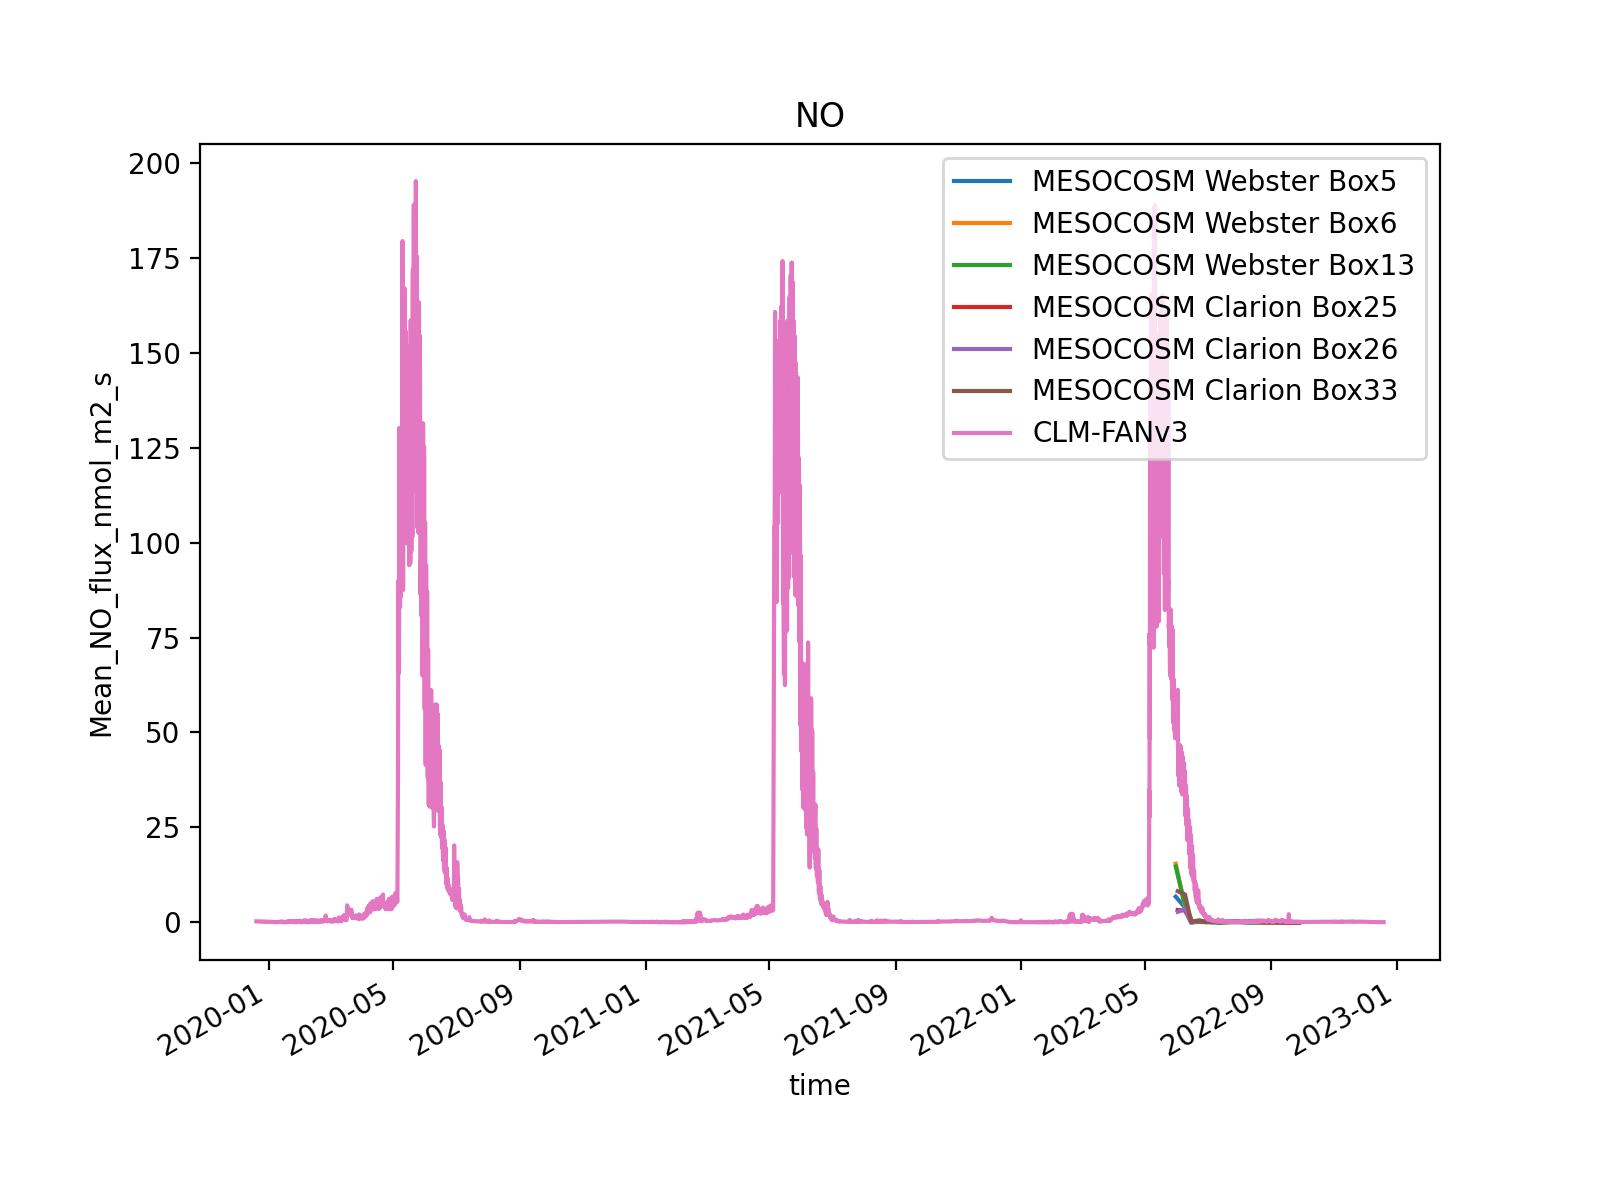 NO
Mean_NO_flux_nmol_m2_s
200
175
150
125
100
75
50
25
0
MESOCOSM Webster Box5
MESOCOSM Webster Box6
MESOCOSM Webster Box13
MESOCOSM Clarion Box25
MESOCOSM Clarion Box26
MESOCOSM Clarion Box33
CLM-FANv3
2020-01
2020-05
2020-09
2021-01
2021-05
2021-09
2022-01
2022-05
2022-09
2023-01
time